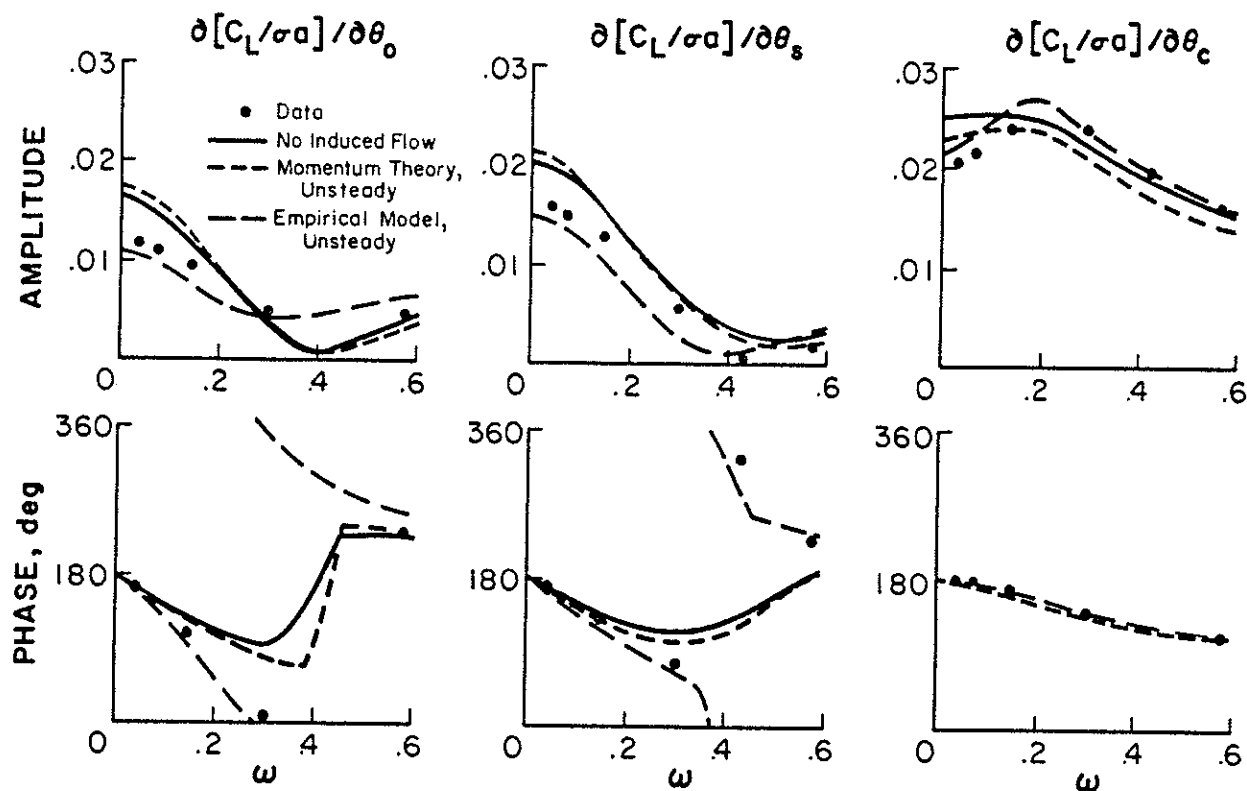 ∂[C_L/σa]/∂θ_o
∂[C_L/σa]/∂θ_s
∂[C_L/σa]/∂θ_c
AMPLITUDE
.03
.02
.01
0
.2
.4
.6
Data
No Induced Flow
Momentum Theory,
Unsteady
Empirical Model,
Unsteady
.03
.02
.01
0
.2
.4
.6
.03
.02
.01
0
.2
.4
.6
PHASE, deg
360
180
0
.2
.4
.6
ω
360
180
0
.2
.4
.6
ω
360
180
0
.2
.4
.6
ω